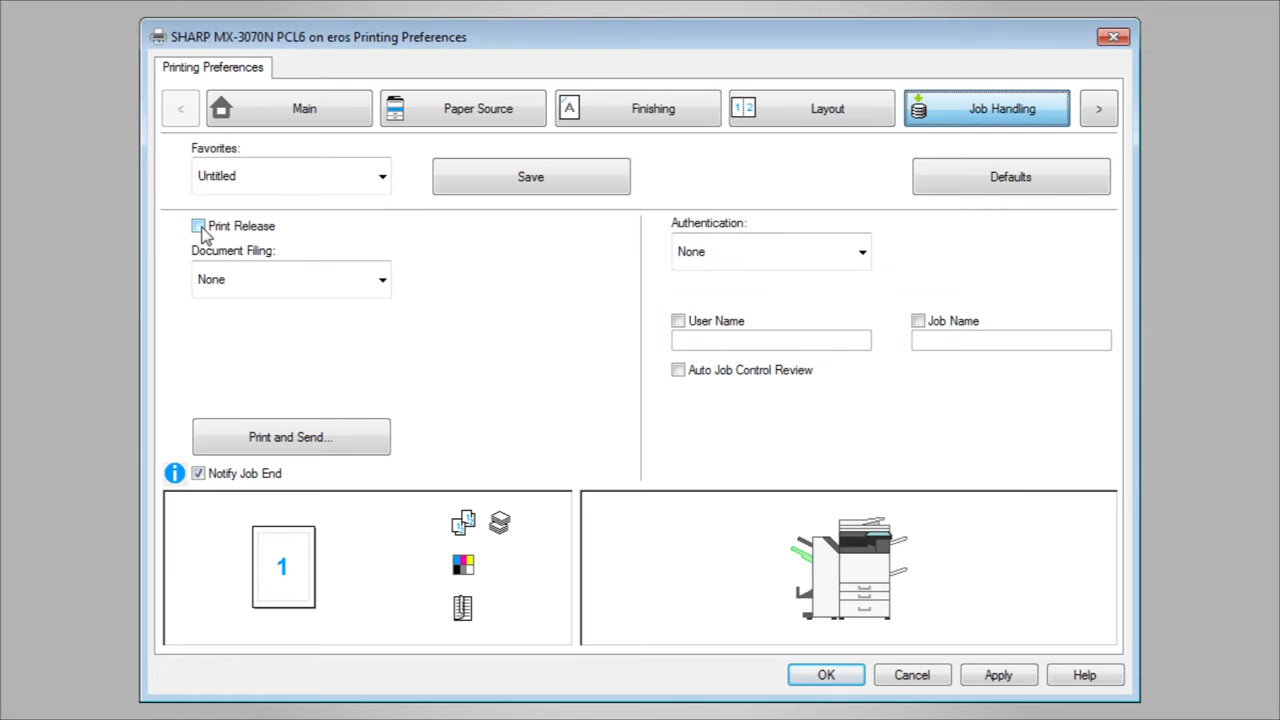 SHARP MX-3070N PCL6 on eros Printing Preferences
Printing Preferences
< Main Paper Source A Finishing 1 2 Layout Job Handling >
Favorites:
Untitled Save Defaults
Print Release
Document Filing:
None
Authentication:
None
User Name Job Name
Auto Job Control Review
Print and Send...
i Notify Job End
1
OK Cancel Apply Help